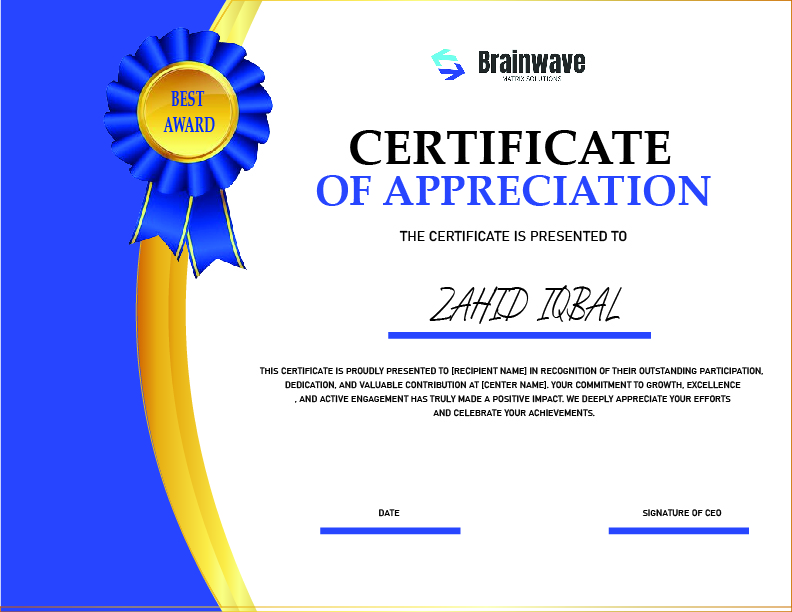 BEST
AWARD
Brainwave
MATRIX SOLUTIONS
CERTIFICATE
OF APPRECIATION
THE CERTIFICATE IS PRESENTED TO
ZAHID IQBAL
THIS CERTIFICATE IS PROUDLY PRESENTED TO [RECIPIENT NAME] IN RECOGNITION OF THEIR OUTSTANDING PARTICIPATION,
DEDICATION, AND VALUABLE CONTRIBUTION AT [CENTER NAME]. YOUR COMMITMENT TO GROWTH, EXCELLENCE
, AND ACTIVE ENGAGEMENT HAS TRULY MADE A POSITIVE IMPACT. WE DEEPLY APPRECIATE YOUR EFFORTS
AND CELEBRATE YOUR ACHIEVEMENTS.
DATE
SIGNATURE OF CEO